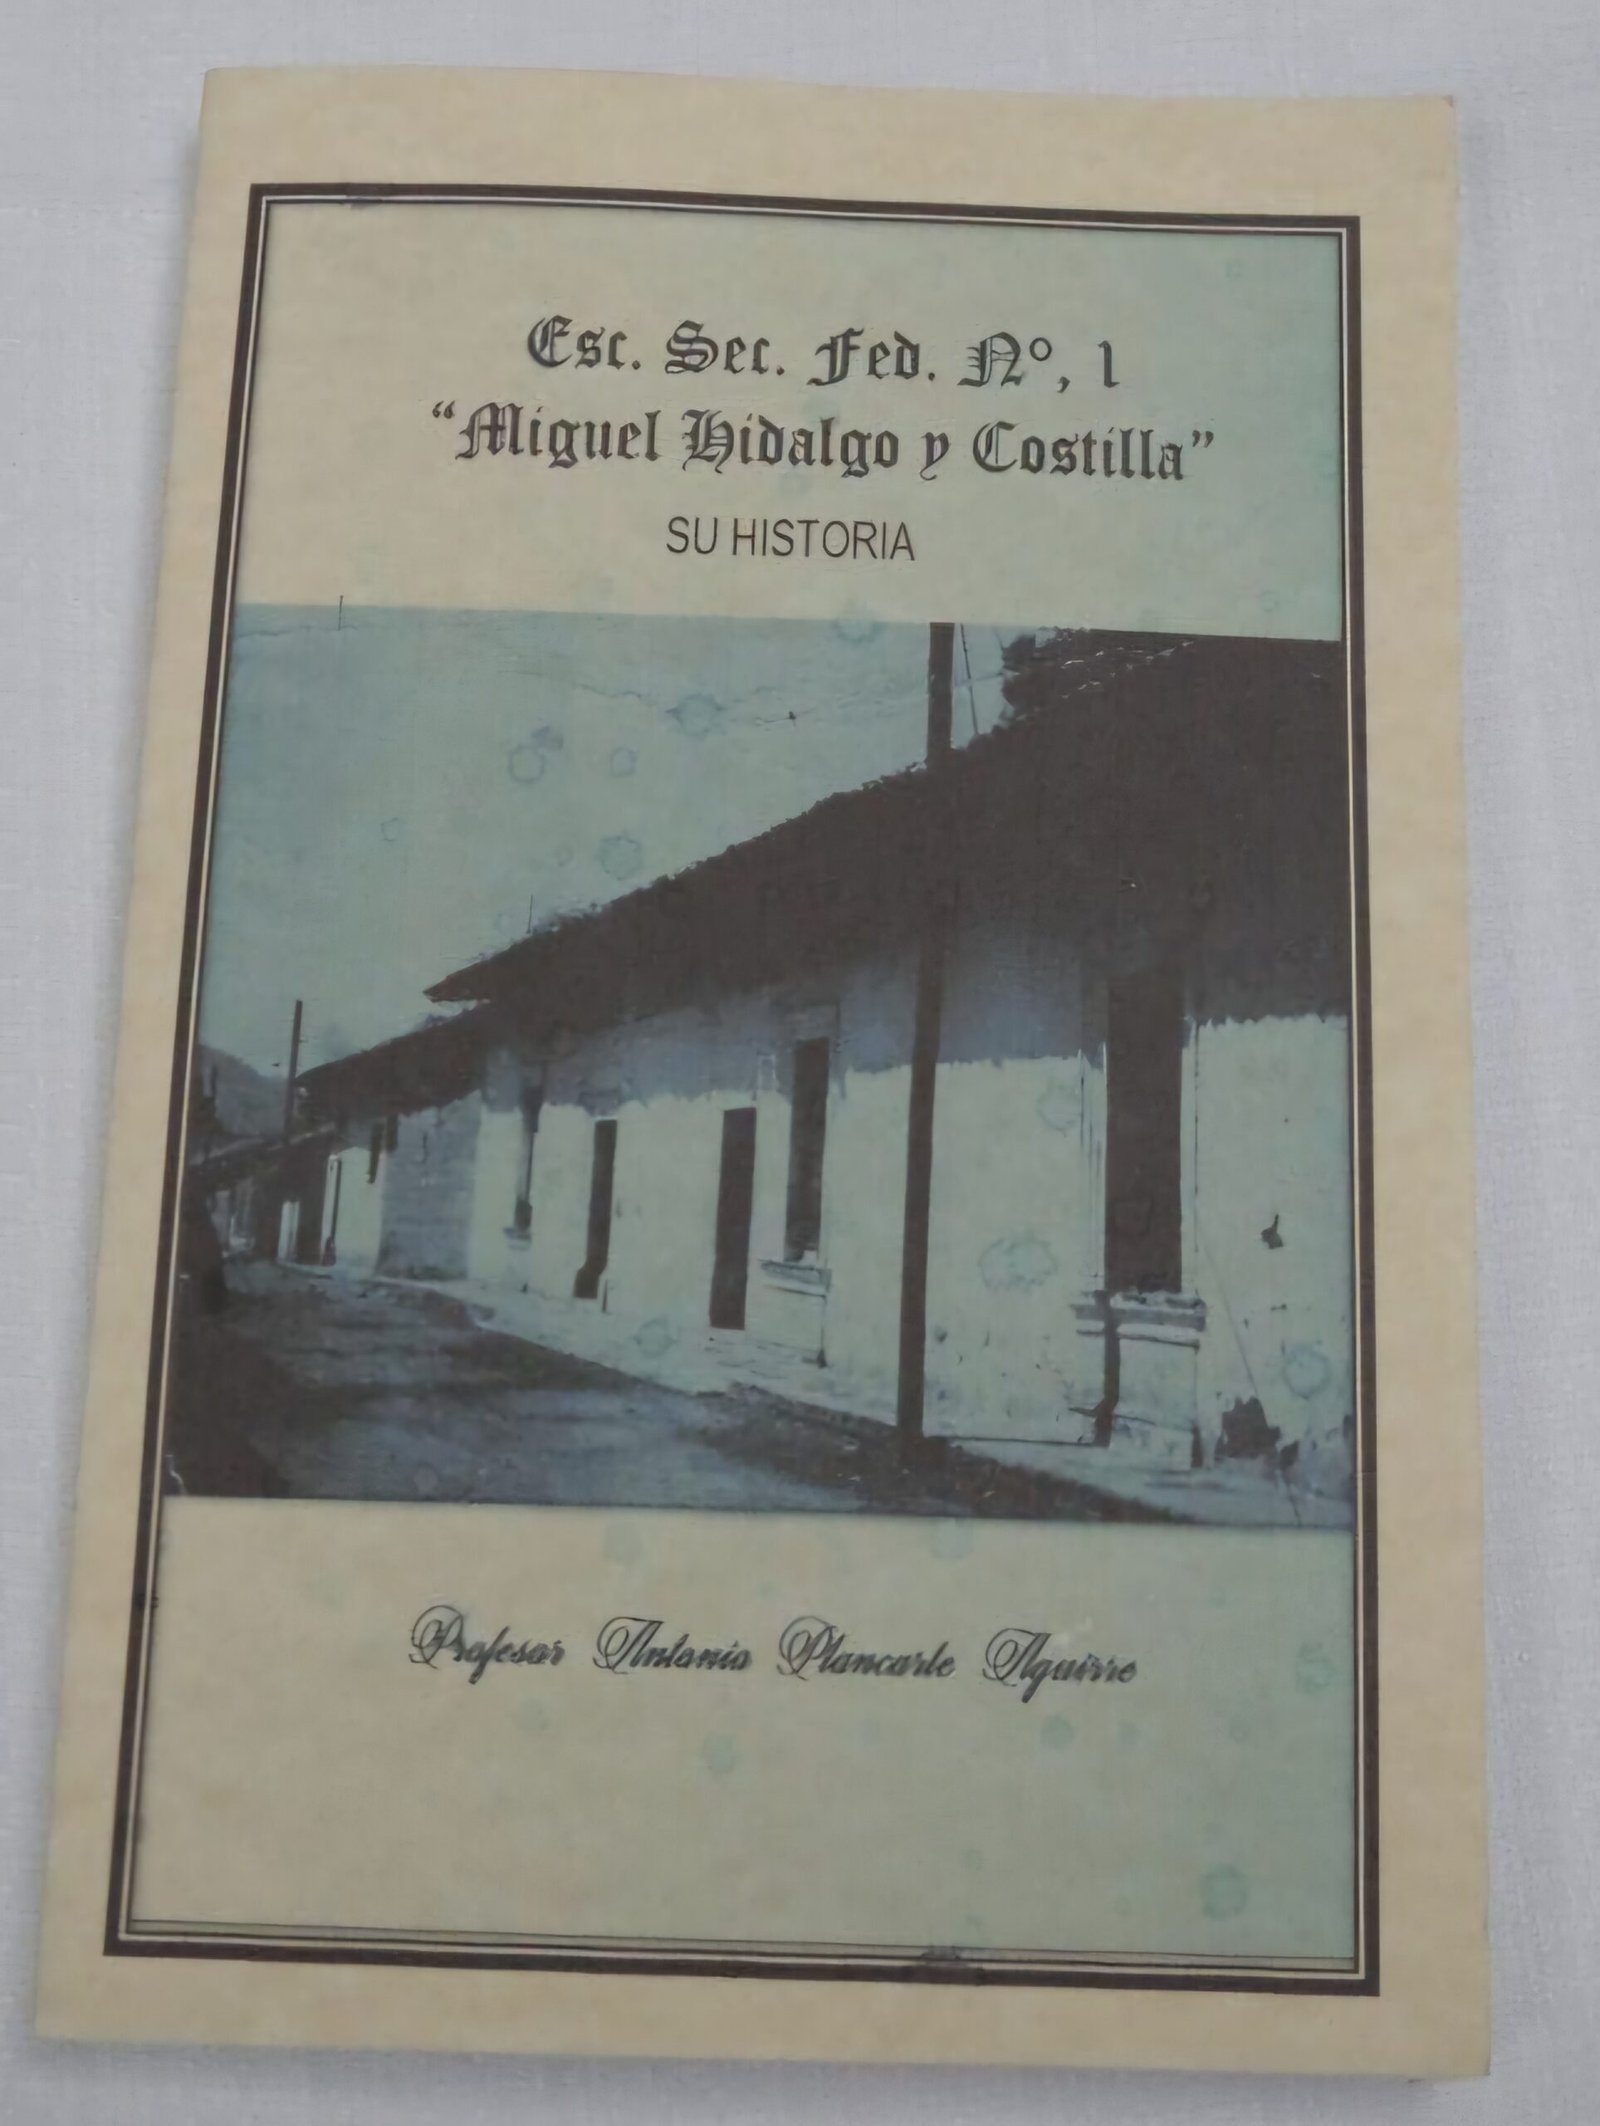 Esc. Sec. Fed. Nº, 1
“Miguel Hidalgo y Costilla”
SU HISTORIA
Profesor Antonio Plancarte Aguirre